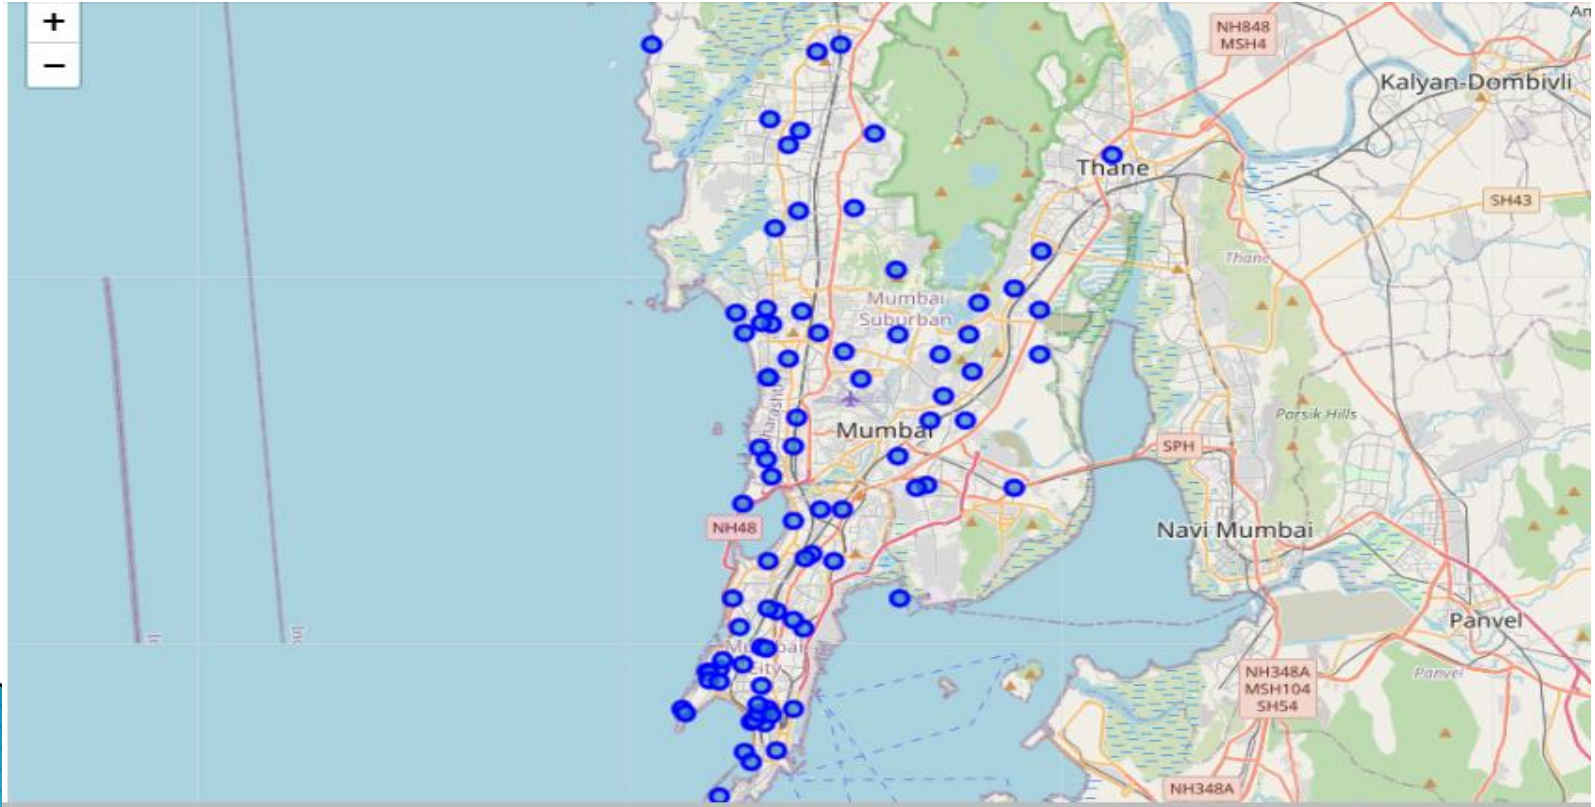 +
−
NH848
MSH4
Kalyan-Dombivli
Thane
SH43
Thane
Mumbai
Suburban
Parsik Hills
Mumbai
SPH
NH48
Navi Mumbai
Panvel
City
NH348A
MSH104
SH54
Panvel
NH348A